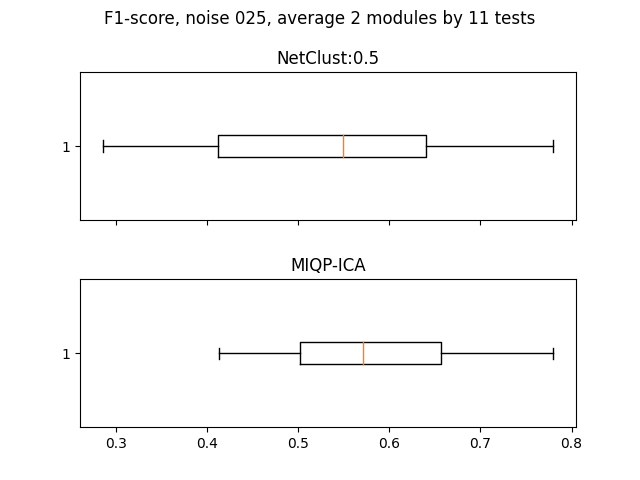 F1-score, noise 025, average 2 modules by 11 tests
NetClust:0.5
1
MIQP-ICA
1
0.3 0.4 0.5 0.6 0.7 0.8